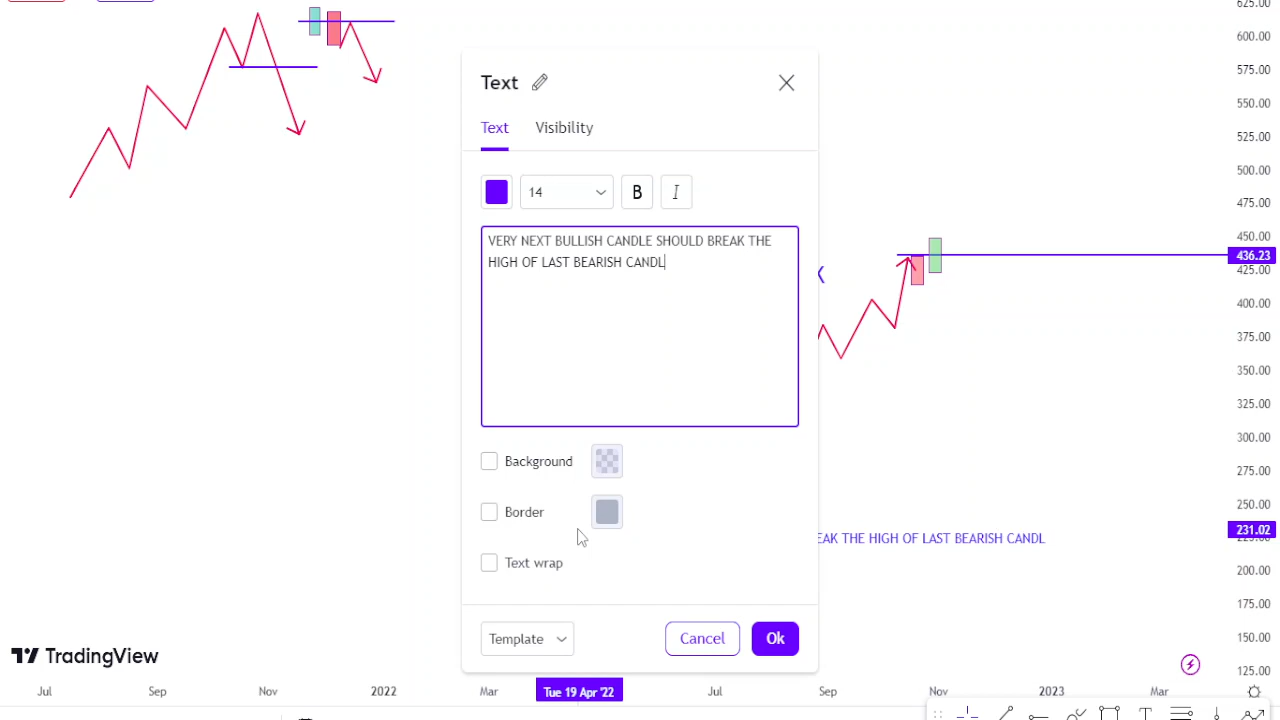 Text
Text Visibility
14 B I
VERY NEXT BULLISH CANDLE SHOULD BREAK THE
HIGH OF LAST BEARISH CANDL
Background
Border
Text wrap
Template Cancel Ok
EAK THE HIGH OF LAST BEARISH CANDL
625.00
600.00
575.00
550.00
525.00
500.00
475.00
450.00
436.23
425.00
400.00
375.00
350.00
325.00
300.00
275.00
250.00
231.02
200.00
175.00
150.00
125.00
TradingView
Jul Sep Nov 2022 Mar Tue 19 Apr '22 Jul Sep Nov 2023 Mar